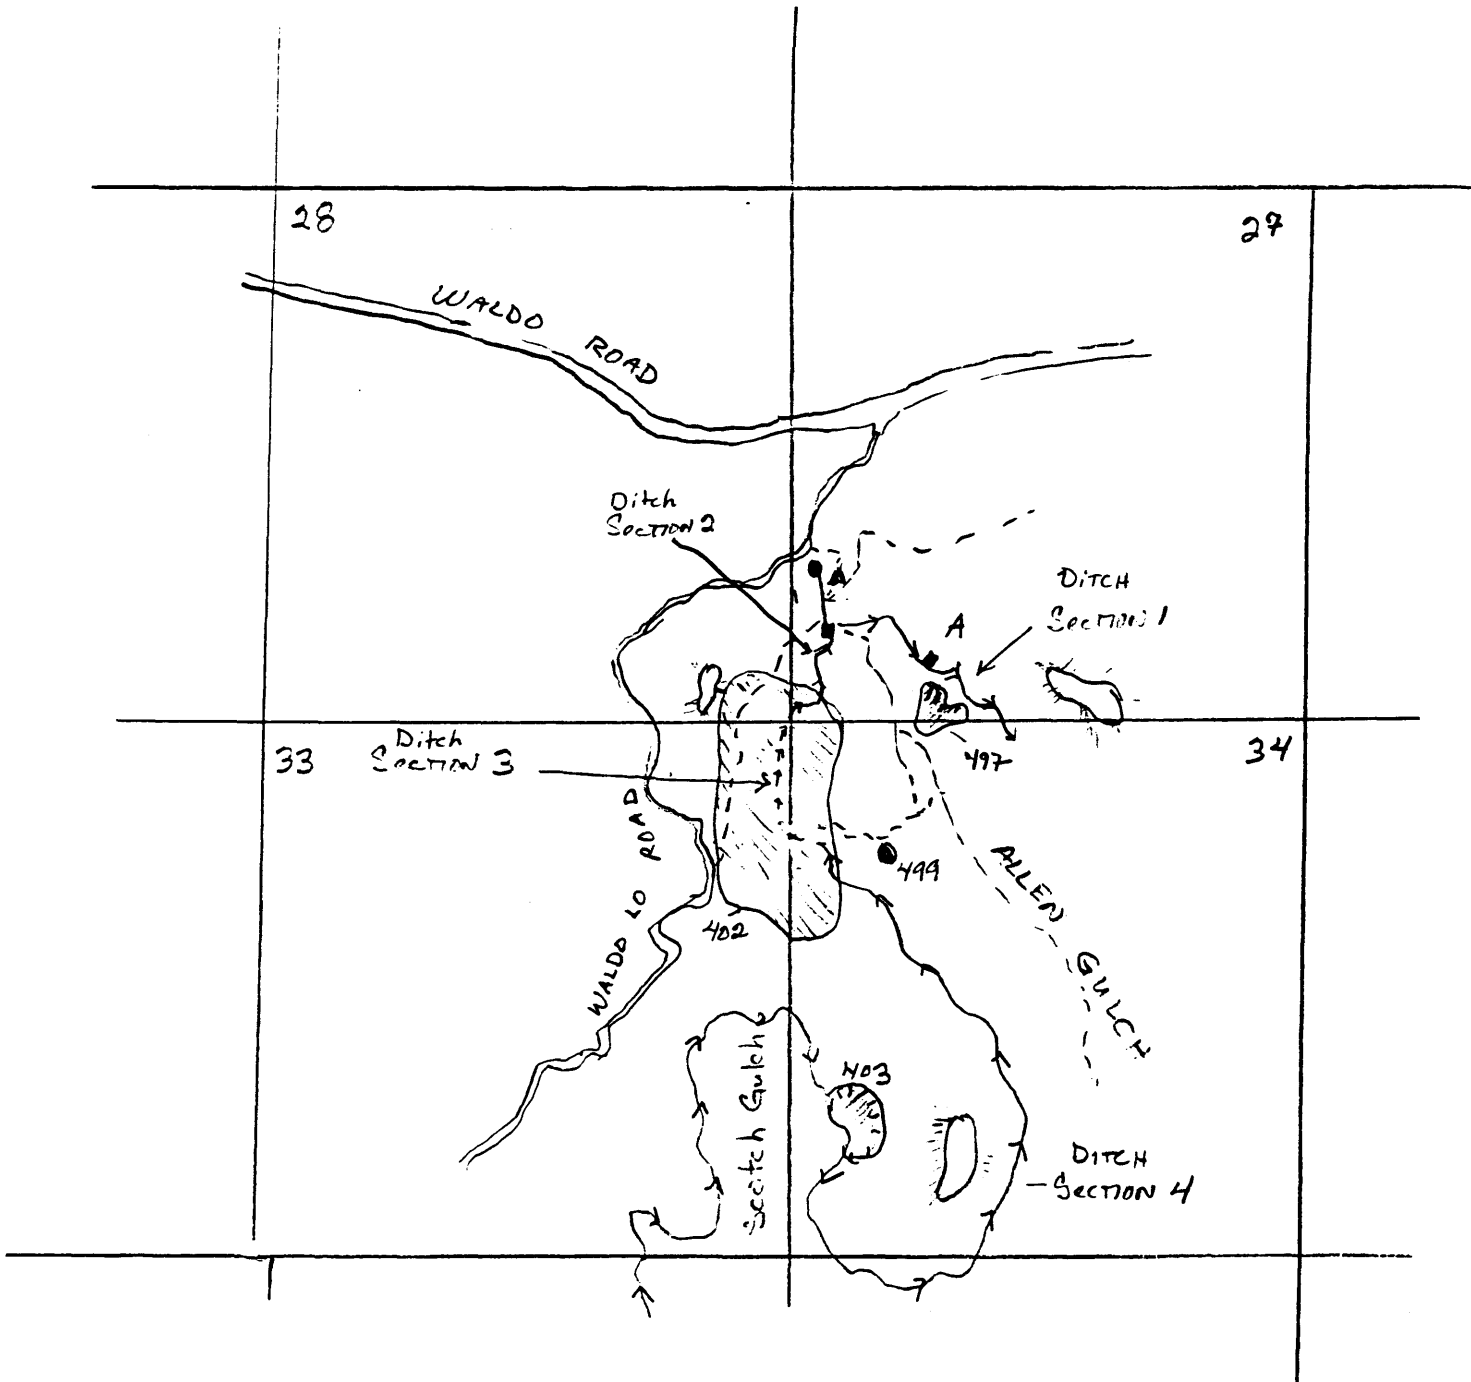 28
27
WALDO
ROAD
Ditch
Section 2
A
DITCH
Section 1
A
33
Ditch
Section 3
34
497
WALDO LO ROAD
499
402
ALLEN
GULCH
Scotch Gulch
403
DITCH
SECTION 4